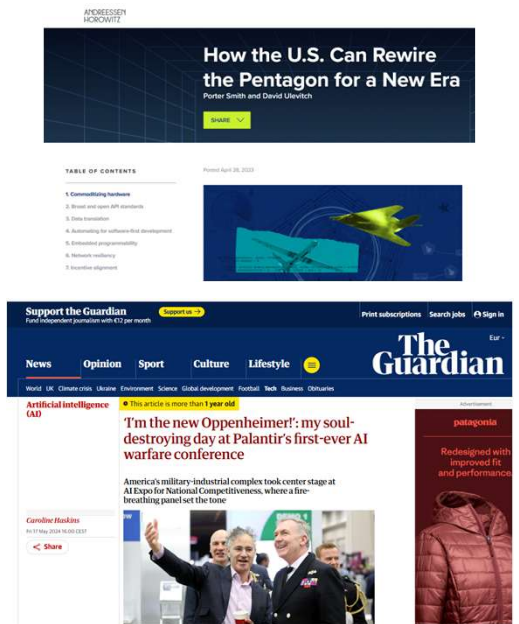 ANDREESSEN
HOROWITZ
How the U.S. Can Rewire
the Pentagon for a New Era
Porter Smith and David Ulevitch
SHARE
TABLE OF CONTENTS
1. Commoditizing hardware
2. Broad and open API standards
3. Data translation
4. Automating for software-first development
5. Embedded programmability
6. Network resiliency
7. Incentive alignment
Posted April 28, 2023
Support the Guardian
Fund independent journalism with €12 per month
Support us →
Print subscriptions Search jobs Sign in
Eur
The
Guardian
News Opinion Sport Culture Lifestyle
World UK Climate crisis Ukraine Environment Science Global development Football Tech Business Obituaries
Artificial intelligence
(AI)
This article is more than 1 year old
'I'm the new Oppenheimer!': my soul-
destroying day at Palantir's first-ever AI
warfare conference
America's military-industrial complex took center stage at
AI Expo for National Competitiveness, where a fire-
breathing panel set the tone
Caroline Haskins
Fri 17 May 2024 16.00 CEST
Share
Advertisement
patagonia
Redesigned with
improved fit
and performance.
DEMO CENTER